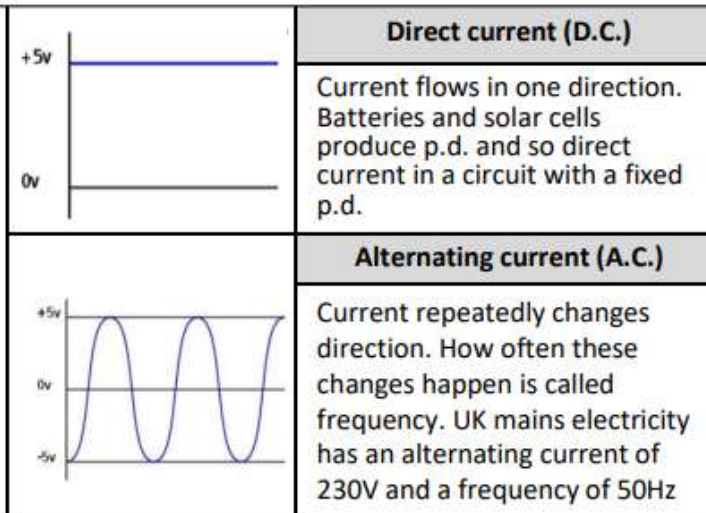 +5v
0v
Direct current (D.C.)
Current flows in one direction.
Batteries and solar cells
produce p.d. and so direct
current in a circuit with a fixed
p.d.
+5v
0v
-5v
Alternating current (A.C.)
Current repeatedly changes
direction. How often these
changes happen is called
frequency. UK mains electricity
has an alternating current of
230V and a frequency of 50Hz